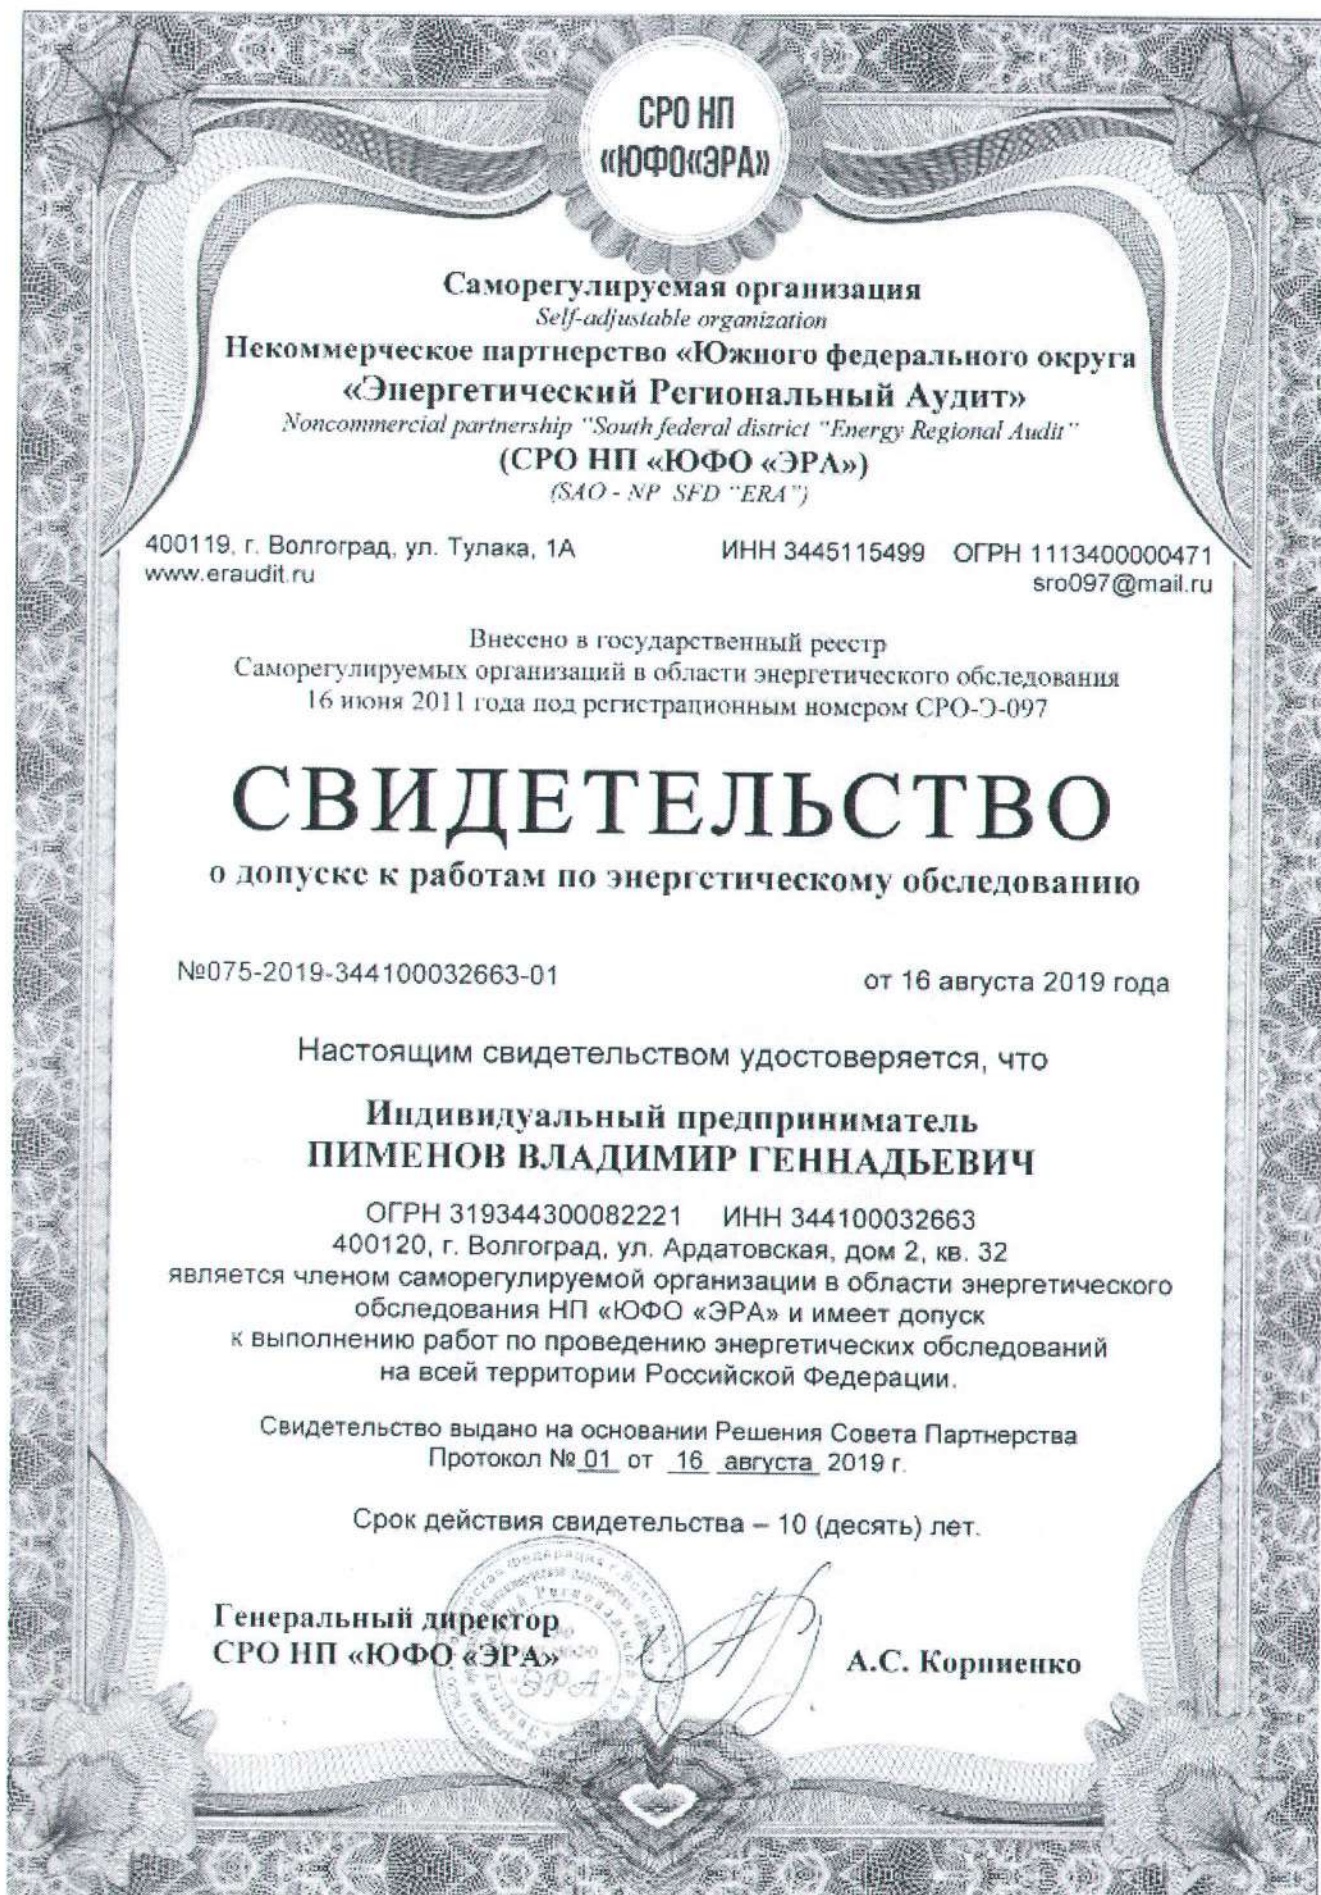 СРО НП
«ЮФО«ЭРА»
Саморегулируемая организация
Self-adjustable organization
Некоммерческое партнерство «Южного федерального округа
«Энергетический Региональный Аудит»
Noncommercial partnership "South federal district "Energy Regional Audit"
(СРО НП «ЮФО «ЭРА»)
(SAO - NP SFD "ERA")
400119, г. Волгоград, ул. Тулака, 1А
ИНН 3445115499 ОГРН 1113400000471
www.eraudit.ru
sro097@mail.ru
Внесено в государственный реестр
Саморегулируемых организаций в области энергетического обследования
16 июня 2011 года под регистрационным номером СРО-Э-097
СВИДЕТЕЛЬСТВО
о допуске к работам по энергетическому обследованию
№075-2019-344100032663-01
от 16 августа 2019 года
Настоящим свидетельством удостоверяется, что
Индивидуальный предприниматель
ПИМЕНОВ ВЛАДИМИР ГЕННАДЬЕВИЧ
ОГРН 319344300082221 ИНН 344100032663
400120, г. Волгоград, ул. Ардатовская, дом 2, кв. 32
является членом саморегулируемой организации в области энергетического
обследования НП «ЮФО «ЭРА» и имеет допуск
к выполнению работ по проведению энергетических обследований
на всей территории Российской Федерации.
Свидетельство выдано на основании Решения Совета Партнерства
Протокол № 01 от 16 августа 2019 г.
Срок действия свидетельства – 10 (десять) лет.
Генеральный директор
СРО НП «ЮФО «ЭРА»
А.С. Корниенко